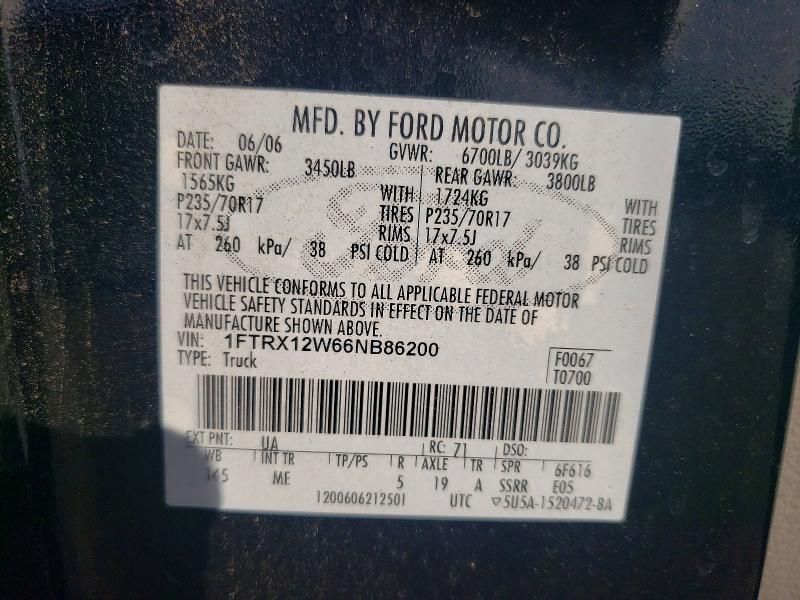 MFD. BY FORD MOTOR CO.
DATE: 06/06 GVWR: 6700LB/ 3039KG
FRONT GAWR: 3450LB REAR GAWR: 3800LB
1565KG WITH 1724KG WITH
P235/70R17 TIRES P235/70R17 TIRES
17x7.5J RIMS 17x7.5J RIMS
AT 260 kPa/ 38 PSI COLD AT 260 kPa/ 38 PSI COLD
Ford
THIS VEHICLE CONFORMS TO ALL APPLICABLE FEDERAL MOTOR
VEHICLE SAFETY STANDARDS IN EFFECT ON THE DATE OF
MANUFACTURE SHOWN ABOVE.
VIN: 1FTRX12W66NB86200 F0067
TYPE: Truck T0700
EXT PNT: UA RC: 71 DSO:
WB INT TR TP/PS R AXLE TR SPR 6F616
145 ME 5 19 A SSRR E05
1200606212501 UTC ▽5U5A-1520472-BA